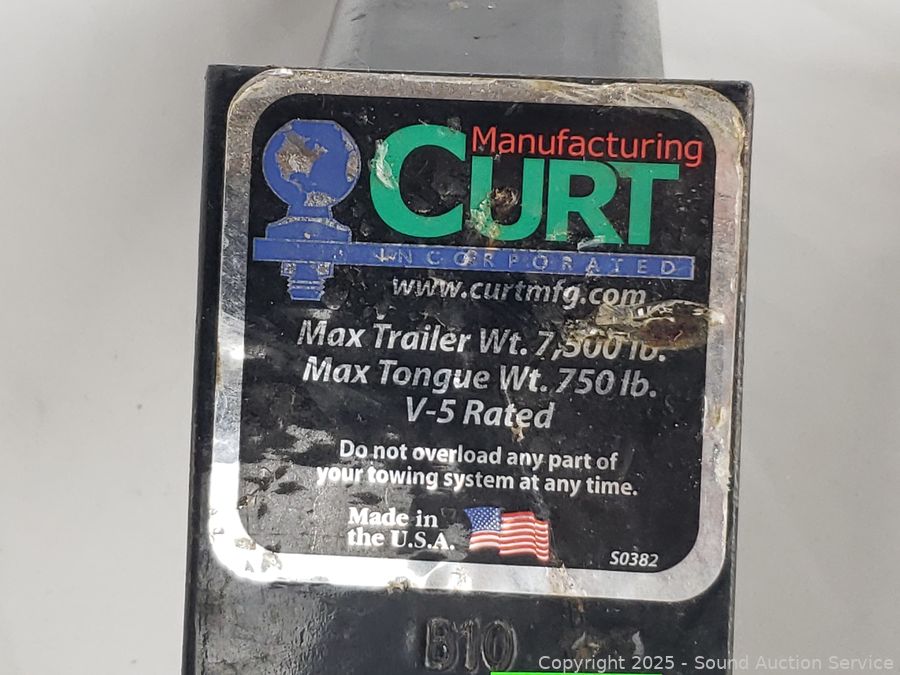 Manufacturing
CURT
INCORPORATED
www.curtmfg.com
Max Trailer Wt. 7,500 lb.
Max Tongue Wt. 750 lb.
V-5 Rated
Do not overload any part of
your towing system at any time.
Made in
the U.S.A.
S0382
B10
Copyright 2025 - Sound Auction Service